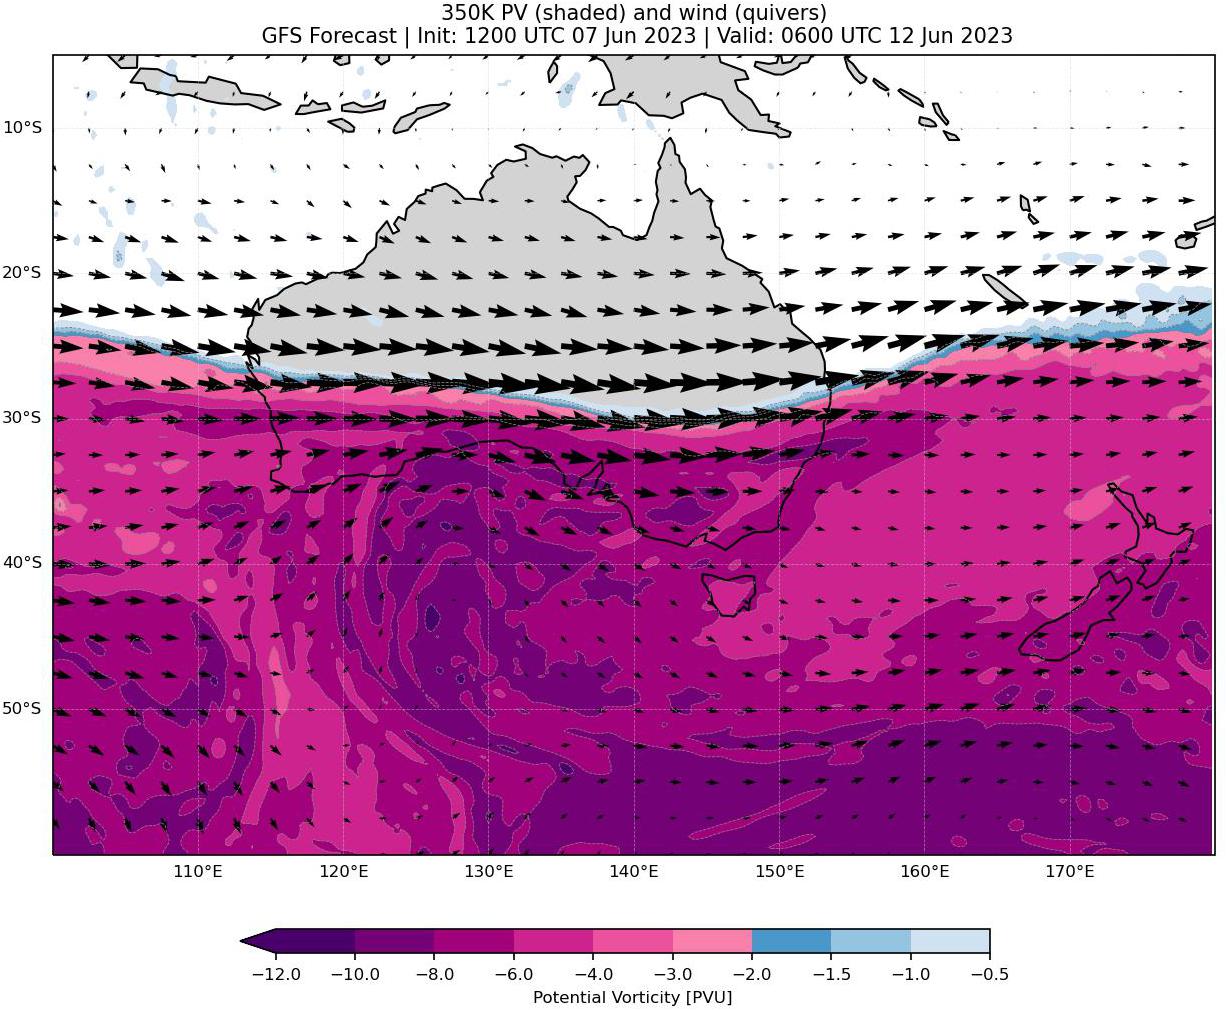 350K PV (shaded) and wind (quivers)
GFS Forecast | Init: 1200 UTC 07 Jun 2023 | Valid: 0600 UTC 12 Jun 2023
10°S
20°S
30°S
40°S
50°S
110°E 120°E 130°E 140°E 150°E 160°E 170°E
−12.0 −10.0 −8.0 −6.0 −4.0 −3.0 −2.0 −1.5 −1.0 −0.5
Potential Vorticity [PVU]